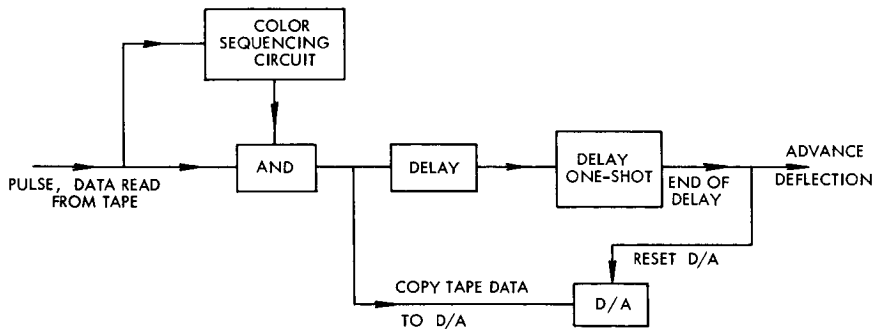 COLOR
SEQUENCING
CIRCUIT
PULSE, DATA READ
FROM TAPE
AND
DELAY
DELAY
ONE-SHOT
END OF
DELAY
ADVANCE
DEFLECTION
RESET D/A
COPY TAPE DATA
TO D/A
D/A